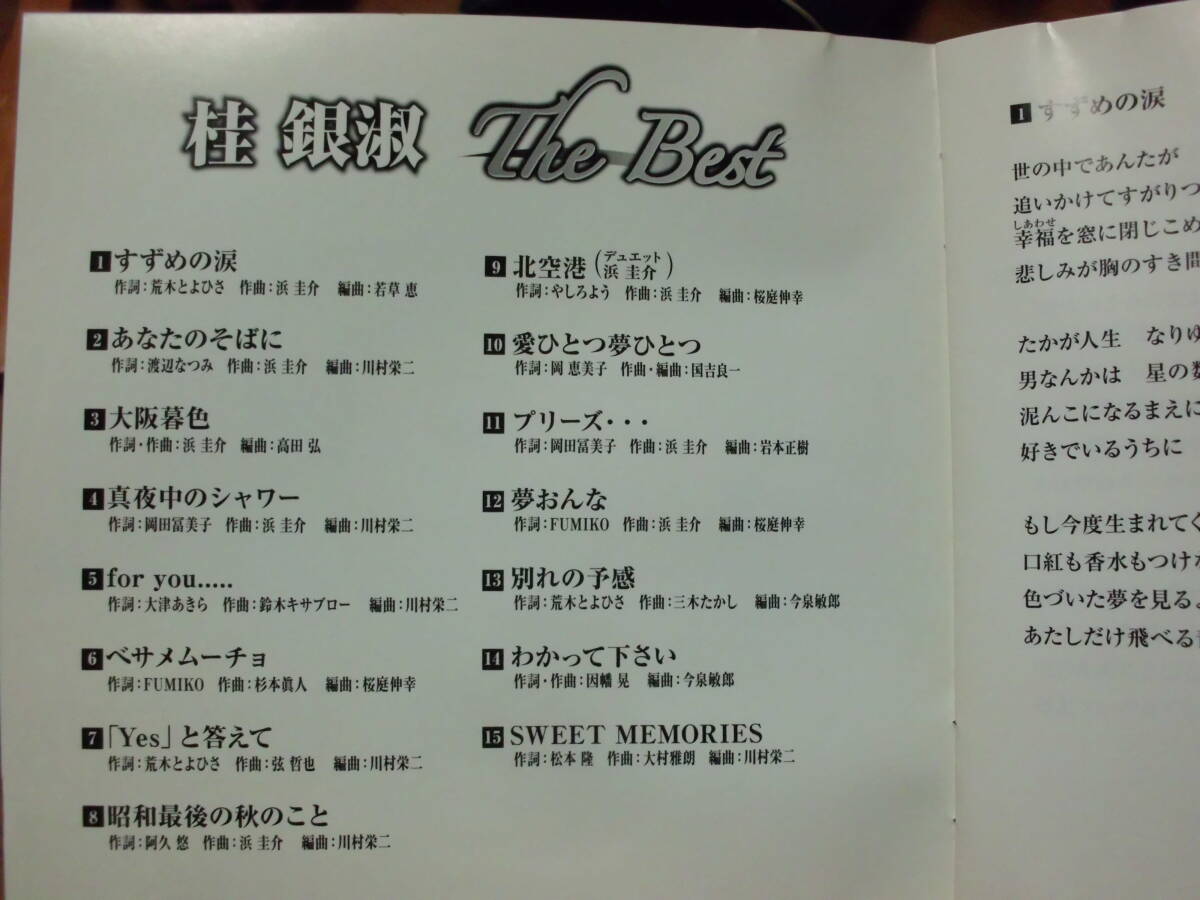 桂 銀淑 The Best
1 すずめの涙
作詞：荒木とよひさ 作曲：浜 圭介 編曲：若草 恵
2 あなたのそばに
作詞：渡辺なつみ 作曲：浜 圭介 編曲：川村栄二
3 大阪暮色
作詞・作曲：浜 圭介 編曲：高田 弘
4 真夜中のシャワー
作詞：岡田冨美子 作曲：浜 圭介 編曲：川村栄二
5 for you.....
作詞：大津あきら 作曲：鈴木キサブロー 編曲：川村栄二
6 ベサメムーチョ
作詞：FUMIKO 作曲：杉本眞人 編曲：桜庭伸幸
7 「Yes」と答えて
作詞：荒木とよひさ 作曲：弦 哲也 編曲：川村栄二
8 昭和最後の秋のこと
作詞：阿久 悠 作曲：浜 圭介 編曲：川村栄二
9 北空港（デュエット 浜 圭介）
作詞：やしろよう 作曲：浜 圭介 編曲：桜庭伸幸
10 愛ひとつ夢ひとつ
作詞：岡 恵美子 作曲・編曲：国吉良一
11 プリーズ・・・
作詞：岡田冨美子 作曲：浜 圭介 編曲：岩本正樹
12 夢おんな
作詞：FUMIKO 作曲：浜 圭介 編曲：桜庭伸幸
13 別れの予感
作詞：荒木とよひさ 作曲：三木たかし 編曲：今泉敏郎
14 わかって下さい
作詞・作曲：因幡 晃 編曲：今泉敏郎
15 SWEET MEMORIES
作詞：松本 隆 作曲：大村雅朗 編曲：川村栄二
1 すずめの涙
世の中であんたが
追いかけてすがりつ
しあわせ
幸福を窓に閉じこめ
悲しみが胸のすき間
たかが人生 なりゆ
男なんかは 星の数
泥んこになるまえに
好きでいるうちに
もし今度生まれてく
口紅も香水もつけな
色づいた夢を見るよ
あたしだけ飛べる